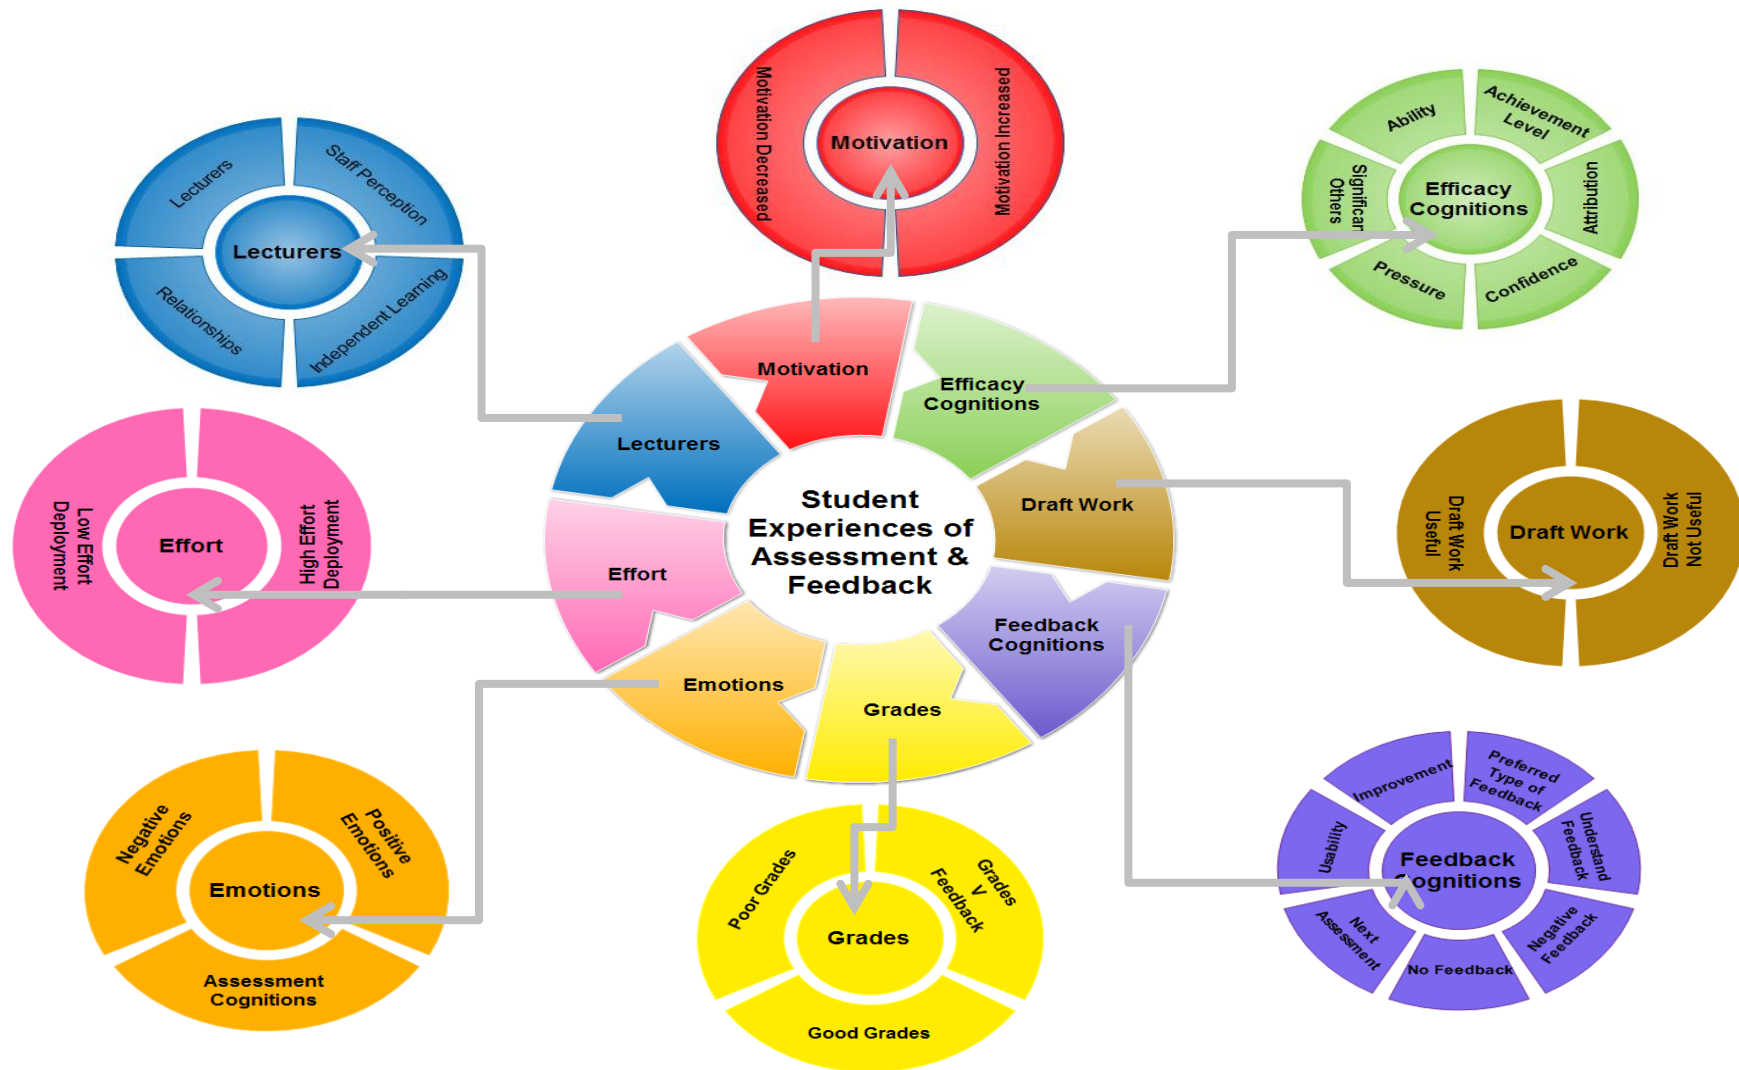 Motivation Decreased
Motivation
Motivation Increased
Ability
Achievement
Level
Significan
Others
Efficacy
Cognitions
Attribution
Pressure
Confidence
Lecturers
Staff Perception
Lecturers
Relationships
Independent Learning
Motivation
Efficacy
Cognitions
Lecturers
Draft Work
Student
Experiences of
Assessment &
Feedback
Effort
Feedback
Cognitions
Emotions
Grades
Low Effort
Deployment
Effort
High Effort
Deployment
Draft Work
Useful
Draft Work
Draft Work
Not Useful
Negative
Emotions
Positive
Emotions
Emotions
Assessment
Cognitions
Poor Grades
Grades
V
Feedback
Grades
Good Grades
Improvement
Preferred
Type of
Feedback
Usability
Understand
Feedback
Feedback
Cognitions
Next
Assessment
No Feedback
Negative
Feedback